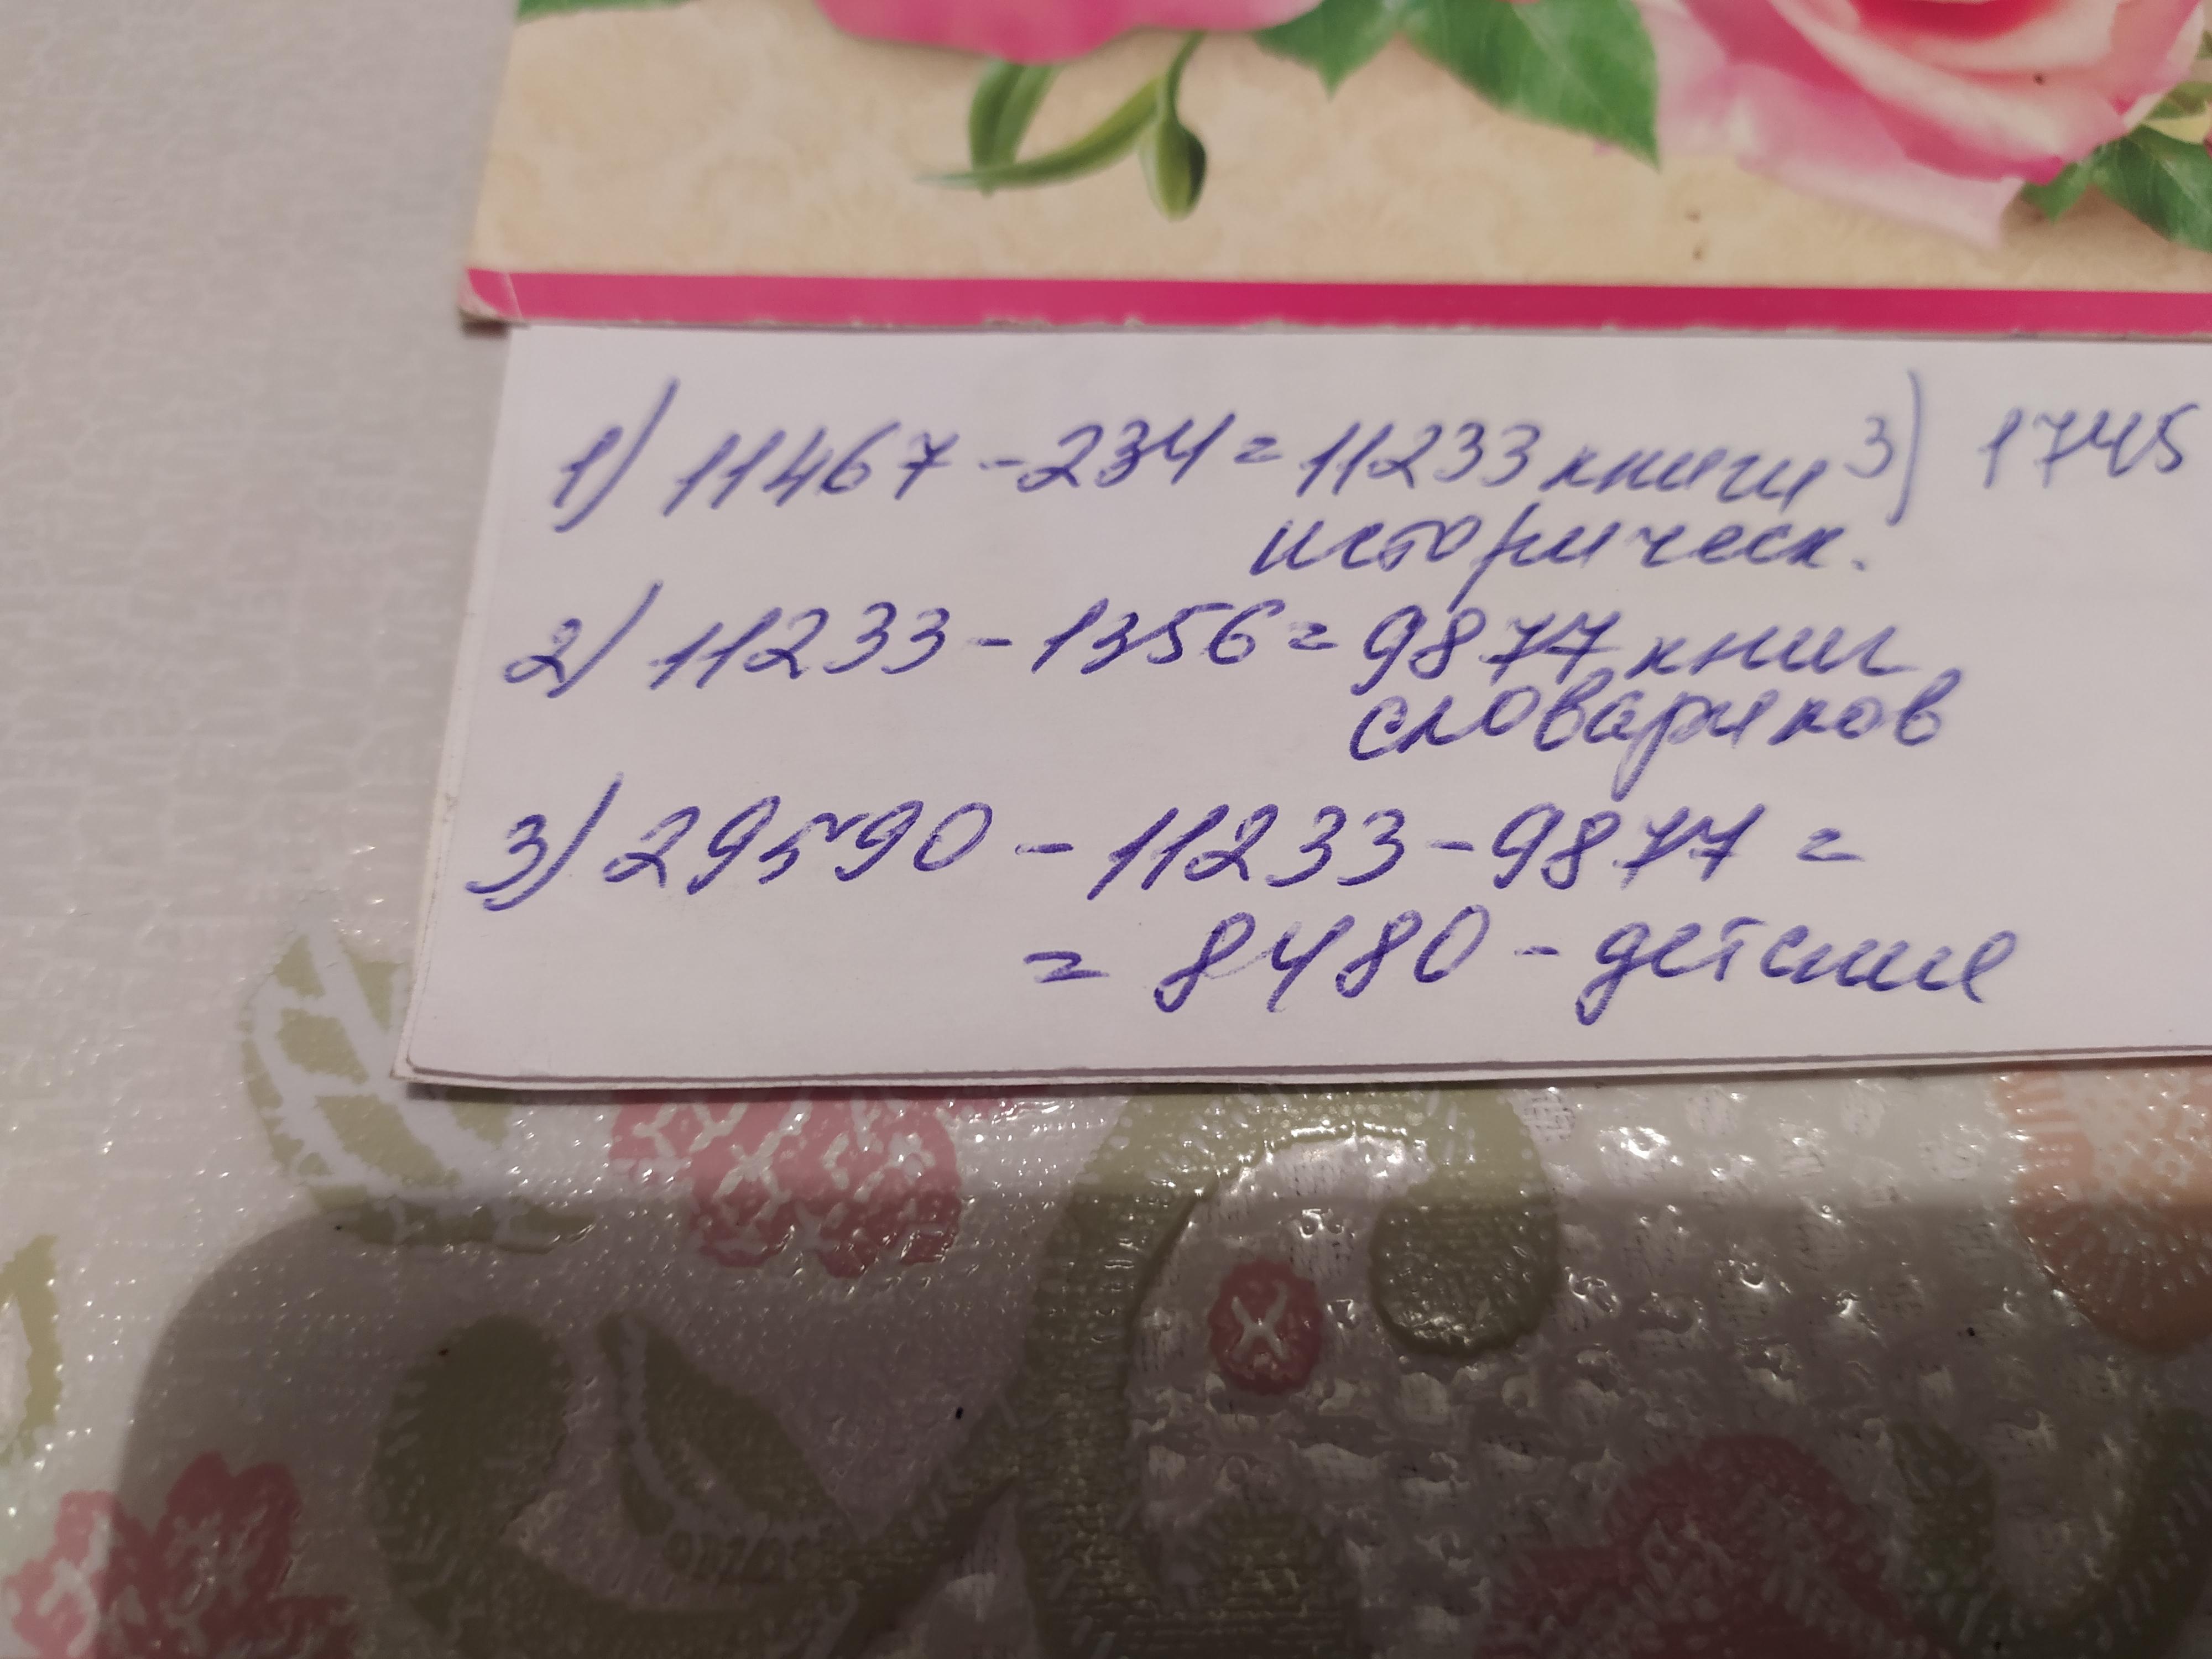 1) 11467 - 234 = 11233 книги 3) 1745
историческ.
2) 11233 - 1356 = 9877 книг
словариков
3) 29590 - 11233 - 9877 =
= 8480 - детские